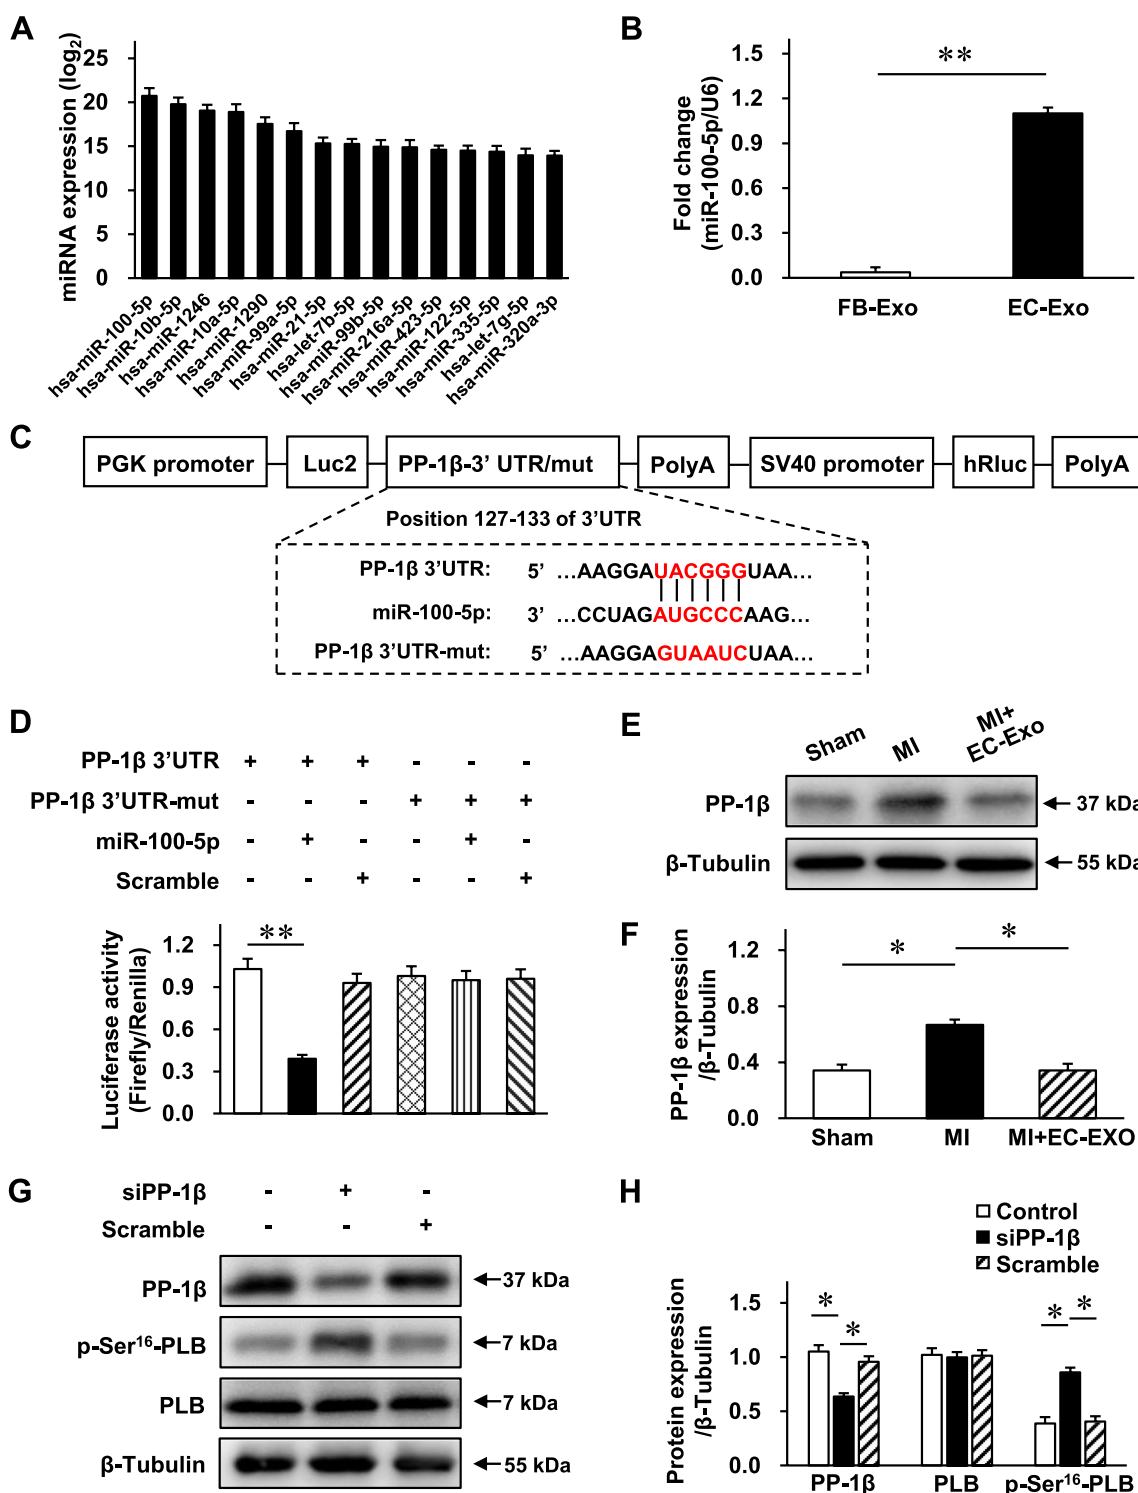 A
miRNA expression (log2)
25
20
15
10
5
0
hsa-miR-100-5p
hsa-miR-10b-5p
hsa-miR-1246
hsa-miR-10a-5p
hsa-miR-1290
hsa-miR-99a-5p
hsa-miR-21-5p
hsa-let-7b-5p
hsa-miR-99b-5p
hsa-miR-216a-5p
hsa-miR-423-5p
hsa-miR-122-5p
hsa-miR-335-5p
hsa-let-7g-5p
hsa-miR-320a-3p
B
Fold change
(miR-100-5p/U6)
1.5
1.2
0.9
0.6
0.3
0.0
**
FB-Exo EC-Exo
C
PGK promoter Luc2 PP-1β-3' UTR/mut PolyA SV40 promoter hRluc PolyA
Position 127-133 of 3'UTR
PP-1β 3'UTR: 5' ...AAGGAUACGGGUAA...
miR-100-5p: 3' ...CCUAGAUGCCCAAG...
PP-1β 3'UTR-mut: 5' ...AAGGAGUAAUCUAA...
D
PP-1β 3'UTR + + + - - -
PP-1β 3'UTR-mut - - - + + +
miR-100-5p - + - - + -
Scramble - - + - - +
Luciferase activity
(Firefly/Renilla)
1.2
0.9
0.6
0.3
0.0
**
E
Sham MI MI+
EC-Exo
PP-1β 37 kDa
β-Tubulin 55 kDa
F
PP-1β expression
/β-Tubulin
1.2
0.8
0.4
0.0
* *
Sham MI MI+EC-EXO
G
siPP-1β - + -
Scramble - - +
PP-1β 37 kDa
p-Ser16-PLB 7 kDa
PLB 7 kDa
β-Tubulin 55 kDa
H
Control
siPP-1β
Scramble
Protein expression
/β-Tubulin
1.5
1.0
0.5
0.0
* * * *
PP-1β PLB p-Ser16-PLB